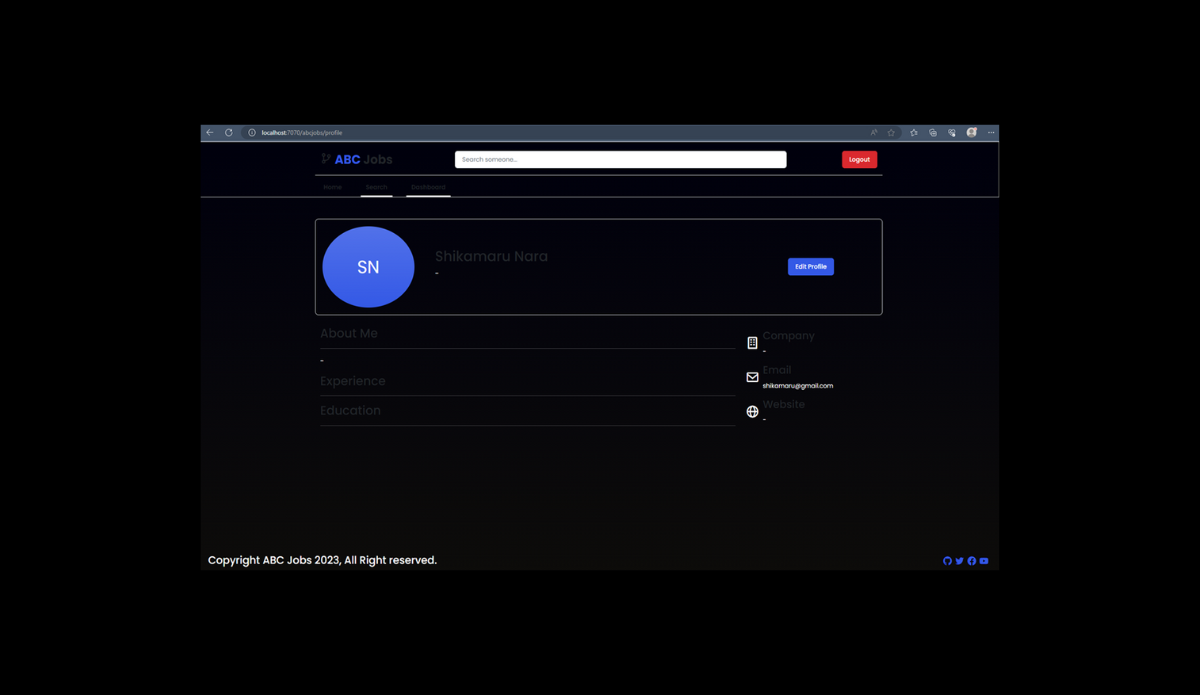 localhost:7070/abcjobs/profile
ABC Jobs
Search someone...
Logout
Home Search Dashboard
SN
Shikamaru Nara
-
Edit Profile
About Me
-
Experience
Education
Company
-
Email
shikamaru@gmail.com
Website
-
Copyright ABC Jobs 2023, All Right reserved.